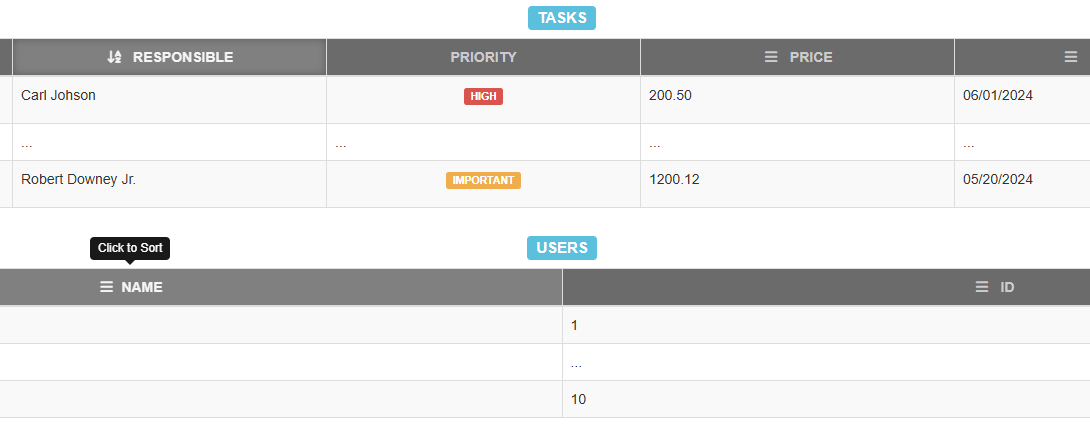 TASKS
RESPONSIBLE PRIORITY PRICE
Carl Johson HIGH 200.50 06/01/2024
... ... ... ...
Robert Downey Jr. IMPORTANT 1200.12 05/20/2024
USERS
Click to Sort
NAME ID
1
...
10